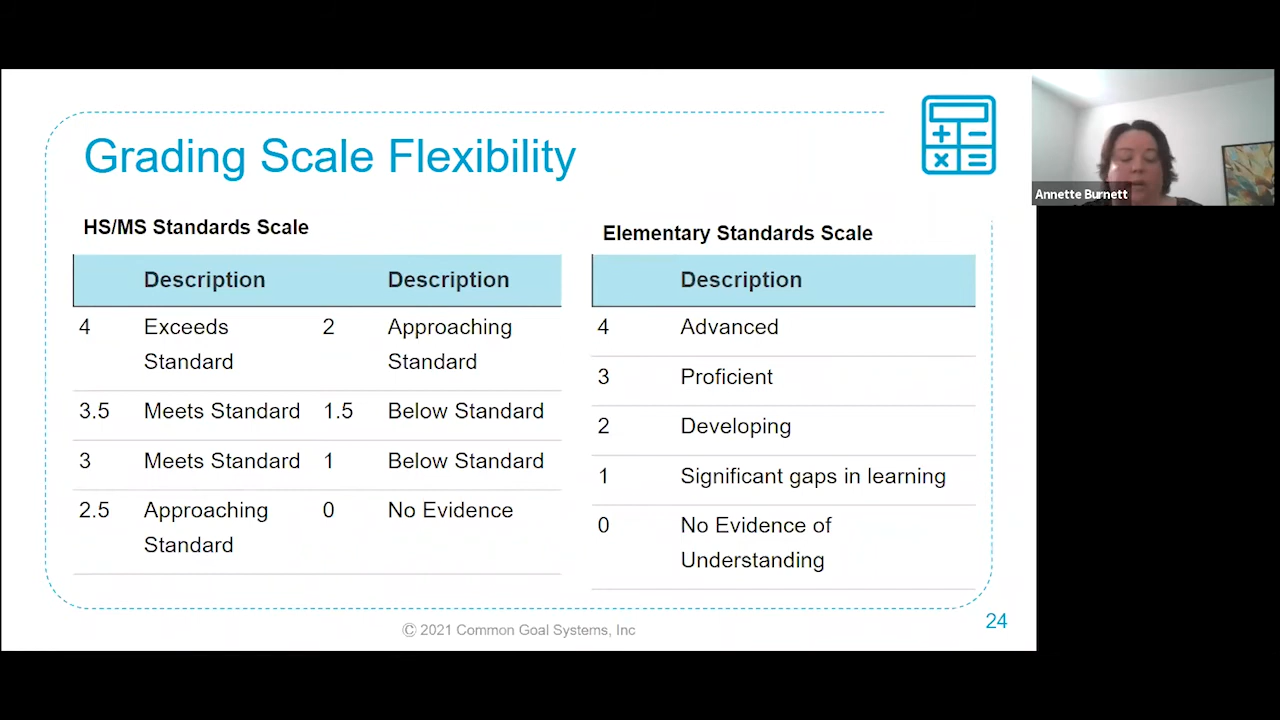 Grading Scale Flexibility
Annette Burnett
HS/MS Standards Scale
Description Description
4 Exceeds 2 Approaching
Standard Standard
3.5 Meets Standard 1.5 Below Standard
3 Meets Standard 1 Below Standard
2.5 Approaching 0 No Evidence
Standard
Elementary Standards Scale
Description
4 Advanced
3 Proficient
2 Developing
1 Significant gaps in learning
0 No Evidence of
Understanding
© 2021 Common Goal Systems, Inc
24